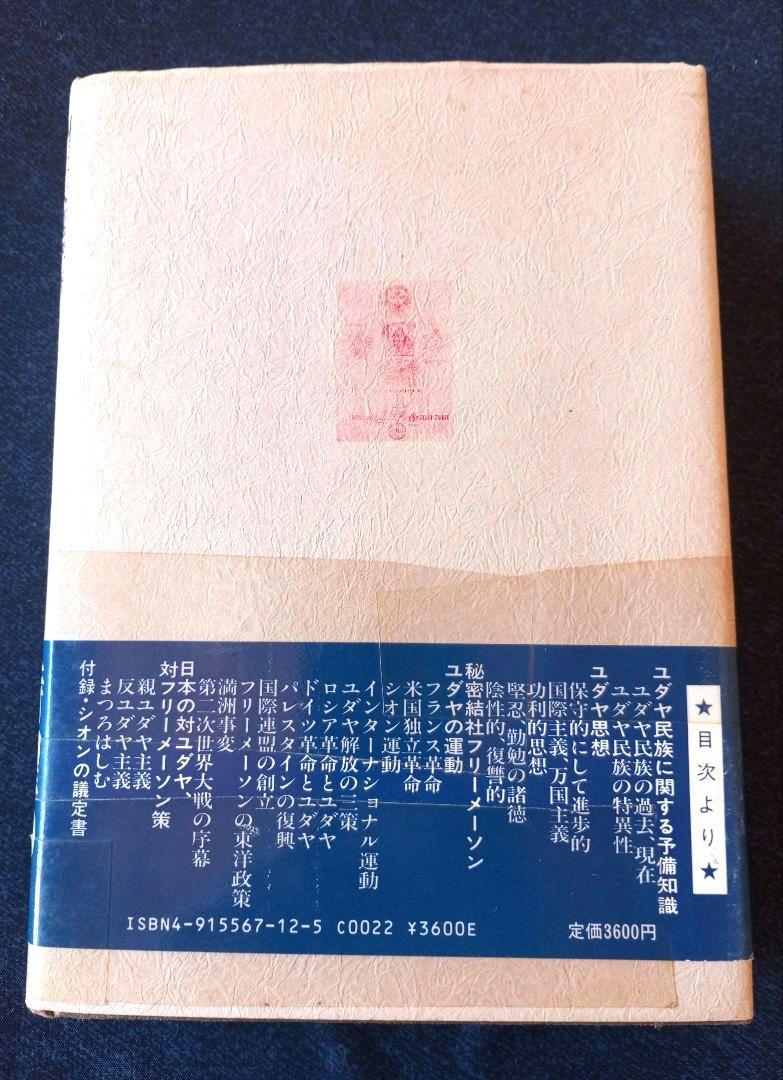 ★目次より★
ユダヤ民族に関する予備知識
ユダヤ民族の過去、現在
ユダヤ民族の特異性
ユダヤ思想
保守的にして進歩的
国際主義、万国主義
功利的思想
堅忍、勤勉の諸徳
陰性的、復讐的
秘密結社フリーメーソン
ユダヤの運動
フランス革命
米国独立革命
シオン運動
インターナショナル運動
ユダヤ解放の三策
ロシア革命とユダヤ
ドイツ革命とユダヤ
パレスタインの復興
国際連盟の創立
フリーメーソンの東洋政策
満洲事変
第二次世界大戦の序幕
日本の対ユダヤ、
対フリーメーソン策
親ユダヤ主義
反ユダヤ主義
まつろはしむ
付録・シオンの議定書
ISBN4-915567-12-5 C0022 ¥3600E
定価3600円